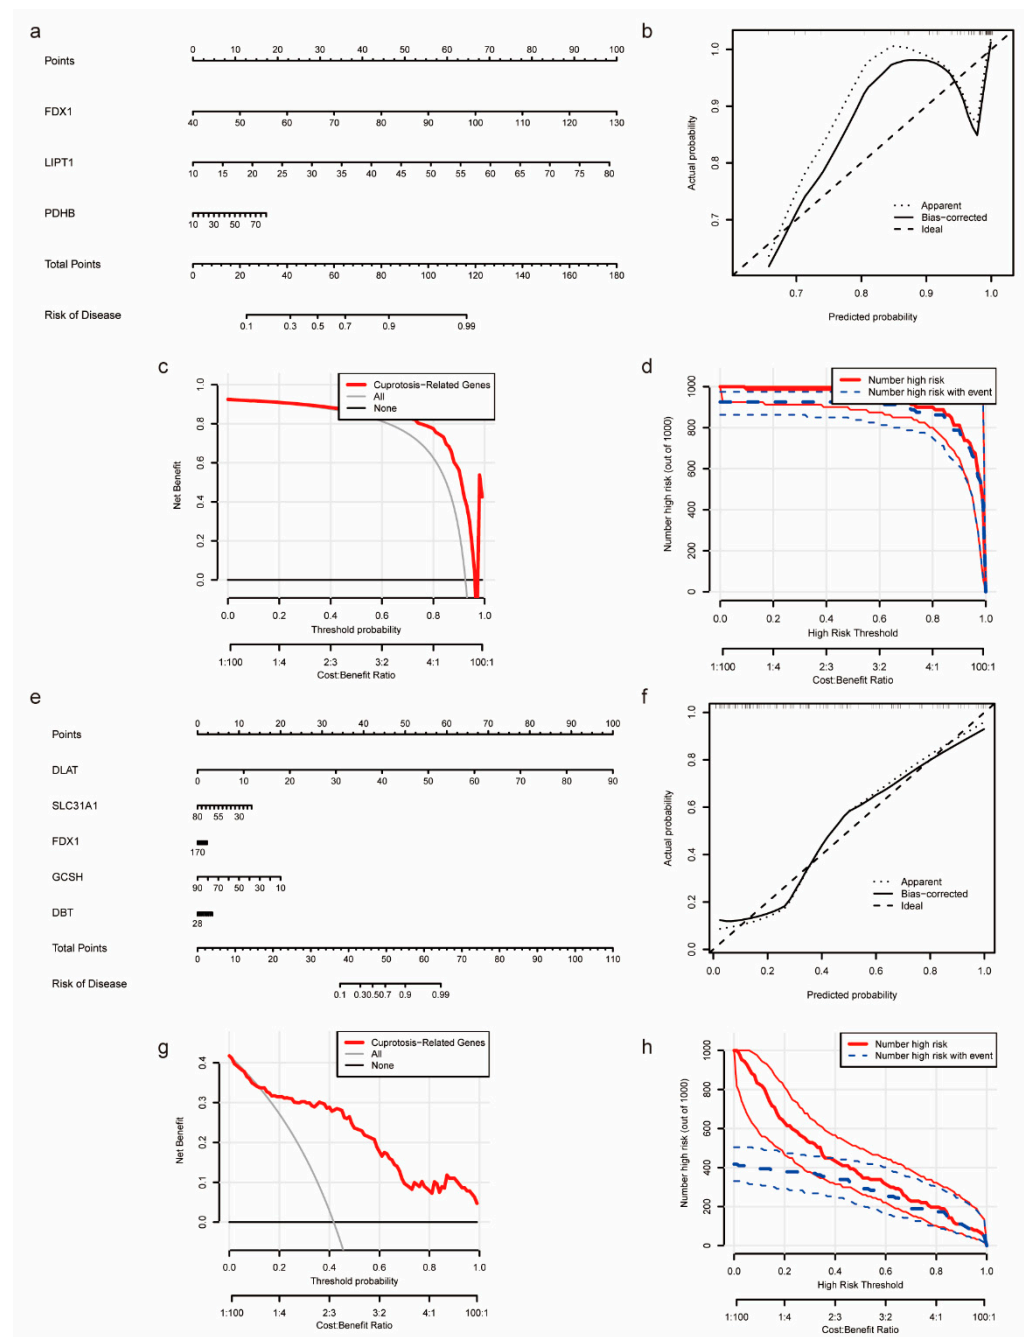 a
0 10 20 30 40 50 60 70 80 90 100
Points
FDX1
40 50 60 70 80 90 100 110 120 130
LIPT1
10 15 20 25 30 35 40 45 50 55 60 65 70 75 80
PDHB
10 30 50 70
Total Points
0 20 40 60 80 100 120 140 160 180
Risk of Disease
0.1 0.3 0.5 0.7 0.9 0.99
b
1.0
0.9
0.8
0.7
Actual probability
Apparent
Bias-corrected
Ideal
0.7 0.8 0.9 1.0
Predicted probability
c
Cuprotosis-Related Genes
All
None
1.0
0.8
0.6
0.4
0.2
0.0
Net Benefit
0.0 0.2 0.4 0.6 0.8 1.0
Threshold probability
1:100 1:4 2:3 3:2 4:1 100:1
Cost:Benefit Ratio
d
Number high risk
Number high risk with event
1000
800
600
400
200
0
Number high risk (out of 1000)
0.0 0.2 0.4 0.6 0.8 1.0
High Risk Threshold
1:100 1:4 2:3 3:2 4:1 100:1
Cost:Benefit Ratio
e
0 10 20 30 40 50 60 70 80 90 100
Points
DLAT
0 10 20 30 40 50 60 70 80 90
SLC31A1
80 55 30
FDX1
170
GCSH
90 70 50 30 10
DBT
28
Total Points
0 10 20 30 40 50 60 70 80 90 100 110
Risk of Disease
0.1 0.30.50.7 0.9 0.99
f
1.0
0.8
0.6
0.4
0.2
0.0
Actual probability
Apparent
Bias-corrected
Ideal
0.0 0.2 0.4 0.6 0.8 1.0
Predicted probability
g
Cuprotosis-Related Genes
All
None
0.4
0.3
0.2
0.1
0.0
Net Benefit
0.0 0.2 0.4 0.6 0.8 1.0
Threshold probability
1:100 1:4 2:3 3:2 4:1 100:1
Cost:Benefit Ratio
h
Number high risk
Number high risk with event
1000
800
600
400
200
0
Number high risk (out of 1000)
0.0 0.2 0.4 0.6 0.8 1.0
High Risk Threshold
1:100 1:4 2:3 3:2 4:1 100:1
Cost:Benefit Ratio